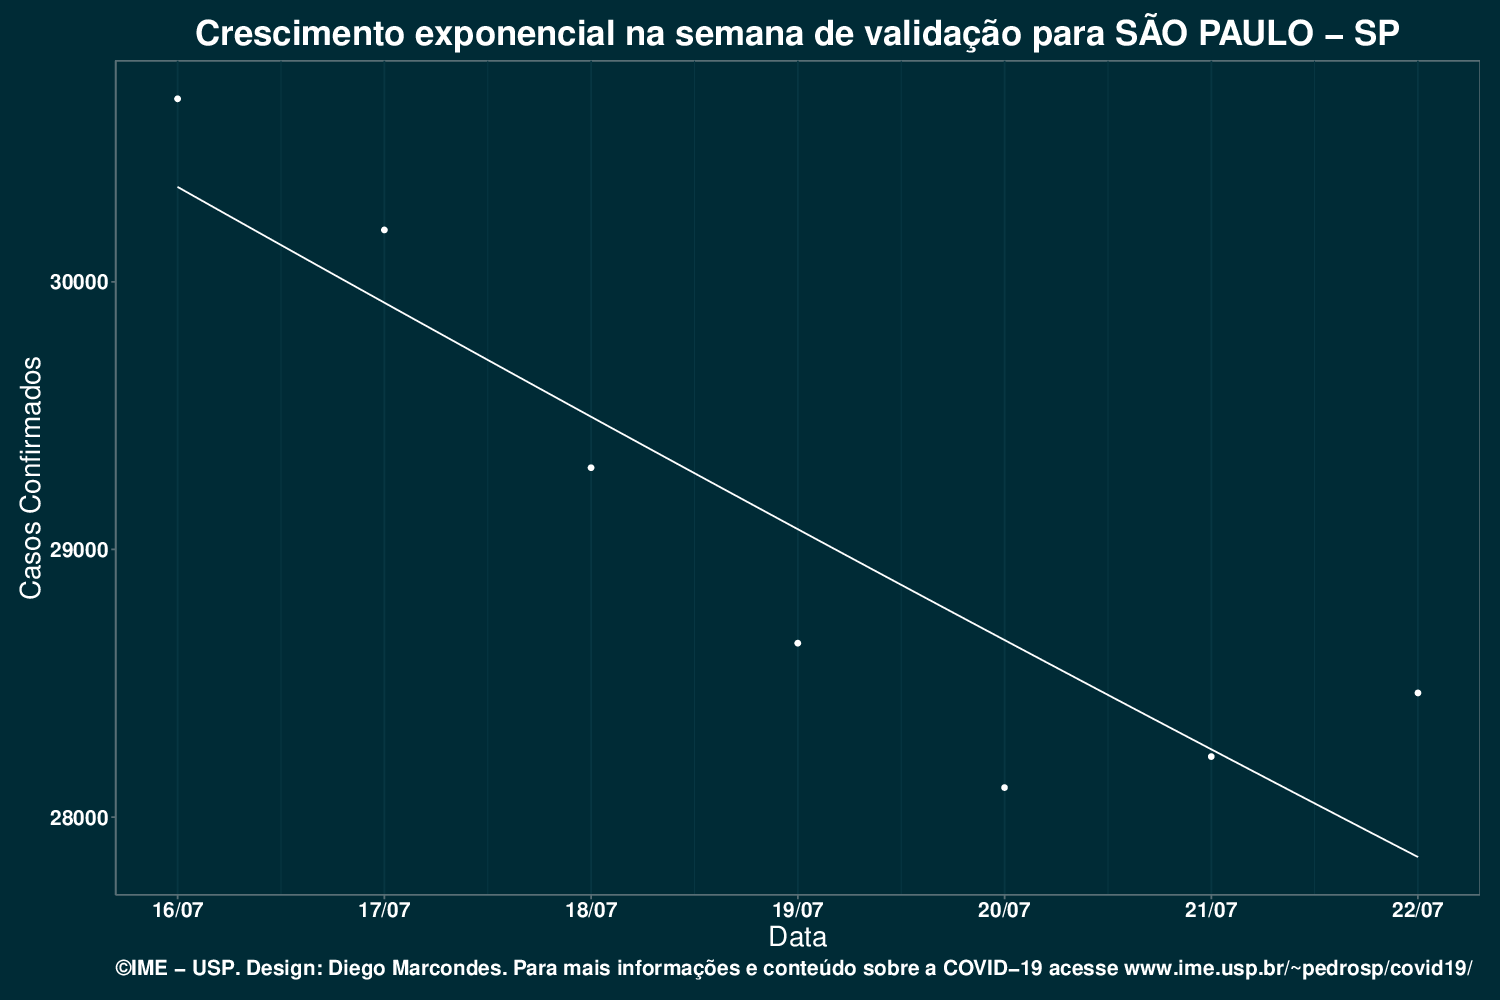 Crescimento exponencial na semana de validação para SÃO PAULO – SP
Casos Confirmados
30000
29000
28000
16/07 17/07 18/07 19/07 20/07 21/07 22/07
Data
©IME – USP. Design: Diego Marcondes. Para mais informações e conteúdo sobre a COVID–19 acesse www.ime.usp.br/~pedrosp/covid19/